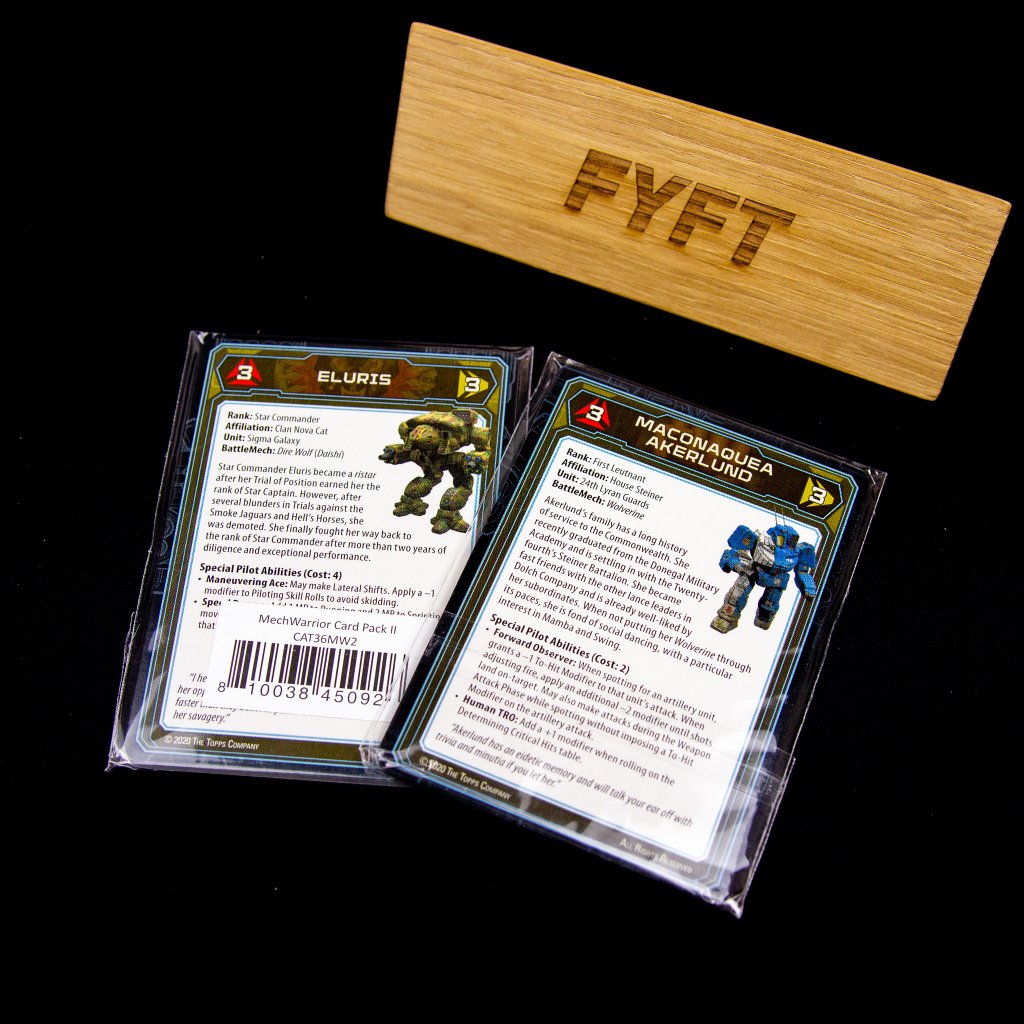 FYFT
3
ELURIS
3
Rank: Star Commander
Affiliation: Clan Nova Cat
Unit: Sigma Galaxy
BattleMech: Dire Wolf (Daishi)
Star Commander Eluris became a ristar
after her Trial of Position earned her the
rank of Star Captain. However, after
several blunders in Trials against the
Smoke Jaguars and Hell's Horses, she
was demoted. She finally fought her way back to
the rank of Star Commander after more than two years of
diligence and exceptional performance.
Special Pilot Abilities (Cost: 4)
• Maneuvering Ace: May make Lateral Shifts. Apply a –1
modifier to Piloting Skill Rolls to avoid skidding.
MechWarrior Card Pack II
CAT36MW2
8 10038 45092
"I he
her opp
faster than
her savagery."
© 2020 The Topps Company
3
MACONAQUEA
AKERLUND
3
Rank: First Leutnant
Affiliation: House Steiner
Unit: 24th Lyran Guards
BattleMech: Wolverine
Akerlund's family has a long history
of service to the Commonwealth. She
recently graduated from the Donegal Military
Academy and is settling in with the Twenty-
fourth's Steiner Battalion. She became
fast friends with the other lance leaders in
Dolch Company and is already well-liked by
her subordinates. When not putting her Wolverine through
its paces, she is fond of social dancing, with a particular
interest in Mamba and Swing.
Special Pilot Abilities (Cost: 2)
• Forward Observer: When spotting for an artillery unit,
grants a –1 To-Hit Modifier to that unit's attack. When
adjusting fire, apply an additional –2 modifier until shots
land on-target. May also make attacks during the Weapon
Attack Phase while spotting without imposing a To-Hit
Modifier on the artillery attack.
• Human TRO: Add a +1 modifier when rolling on the
Determining Critical Hits table.
"Akerlund has an eidetic memory and will talk your ear off with
trivia and minutia if you let her."
© 2020 The Topps Company
All Rights Reserved